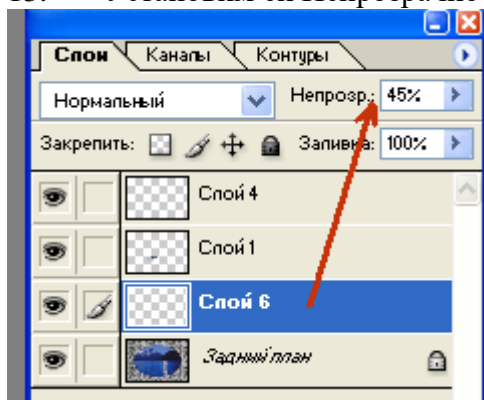 Слои Каналы Контуры
Нормальный Непрозр.: 45%
Закрепить: Заливка: 100%
Слой 4
Слой 1
Слой 6
Задний план